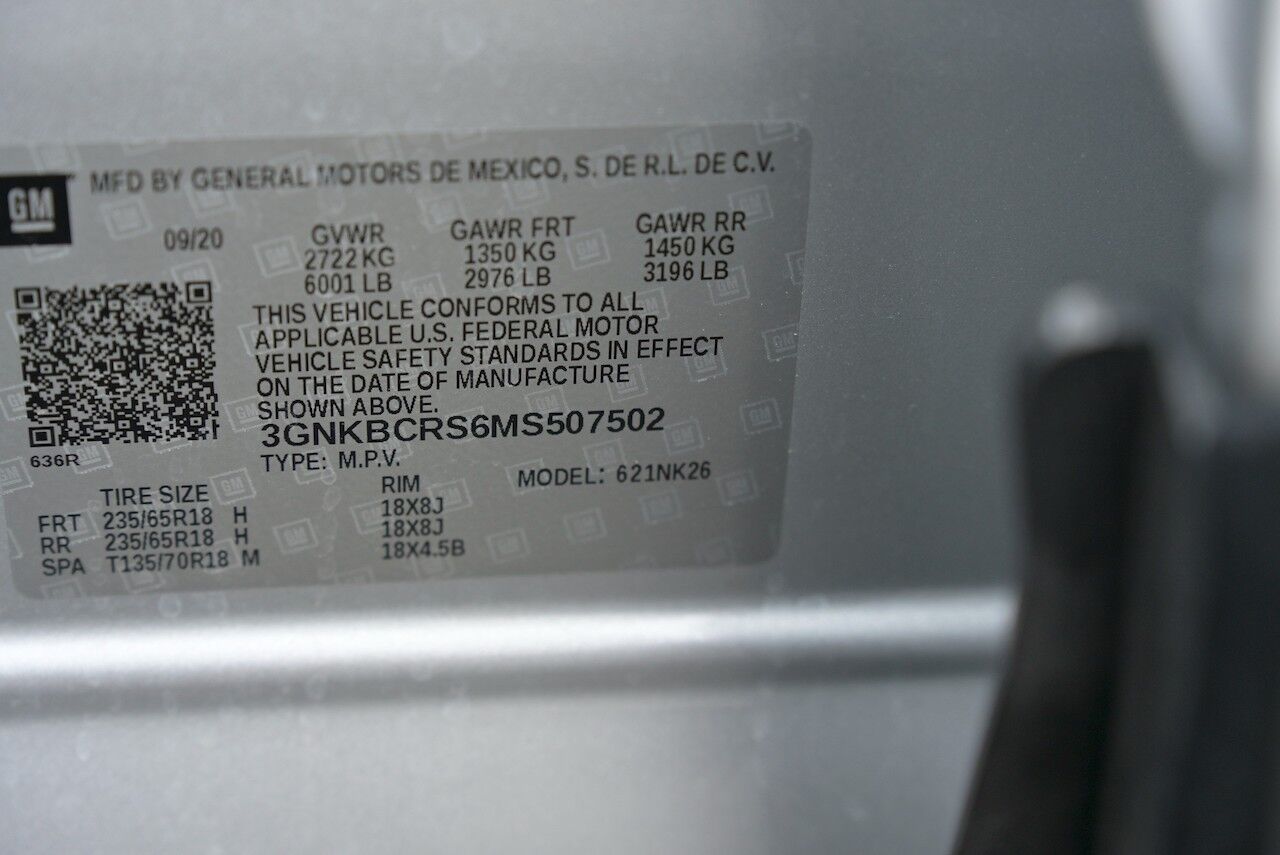 GM
MFD BY GENERAL MOTORS DE MEXICO, S. DE R.L. DE C.V.
09/20 GVWR GAWR FRT GAWR RR
2722 KG 1350 KG 1450 KG
6001 LB 2976 LB 3196 LB
THIS VEHICLE CONFORMS TO ALL
APPLICABLE U.S. FEDERAL MOTOR
VEHICLE SAFETY STANDARDS IN EFFECT
ON THE DATE OF MANUFACTURE
SHOWN ABOVE.
3GNKBCRS6MS507502
636R
TYPE: M.P.V. MODEL: 621NK26
TIRE SIZE RIM
FRT 235/65R18 H 18X8J
RR 235/65R18 H 18X8J
SPA T135/70R18 M 18X4.5B